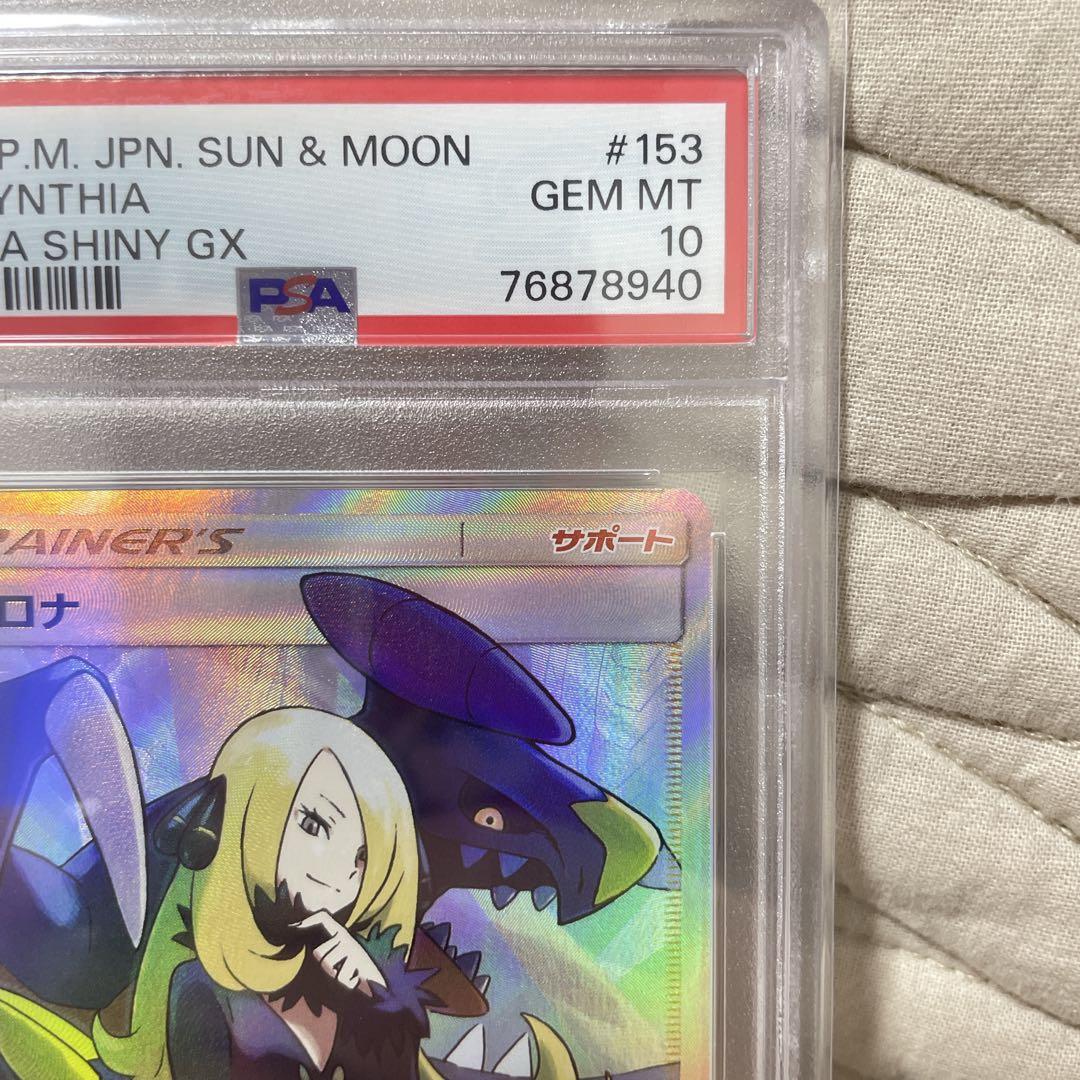 P.M. JPN. SUN & MOON #153
YNTHIA GEM MT
A SHINY GX 10
PSA 76878940
RAINER'S サポート
ロナ